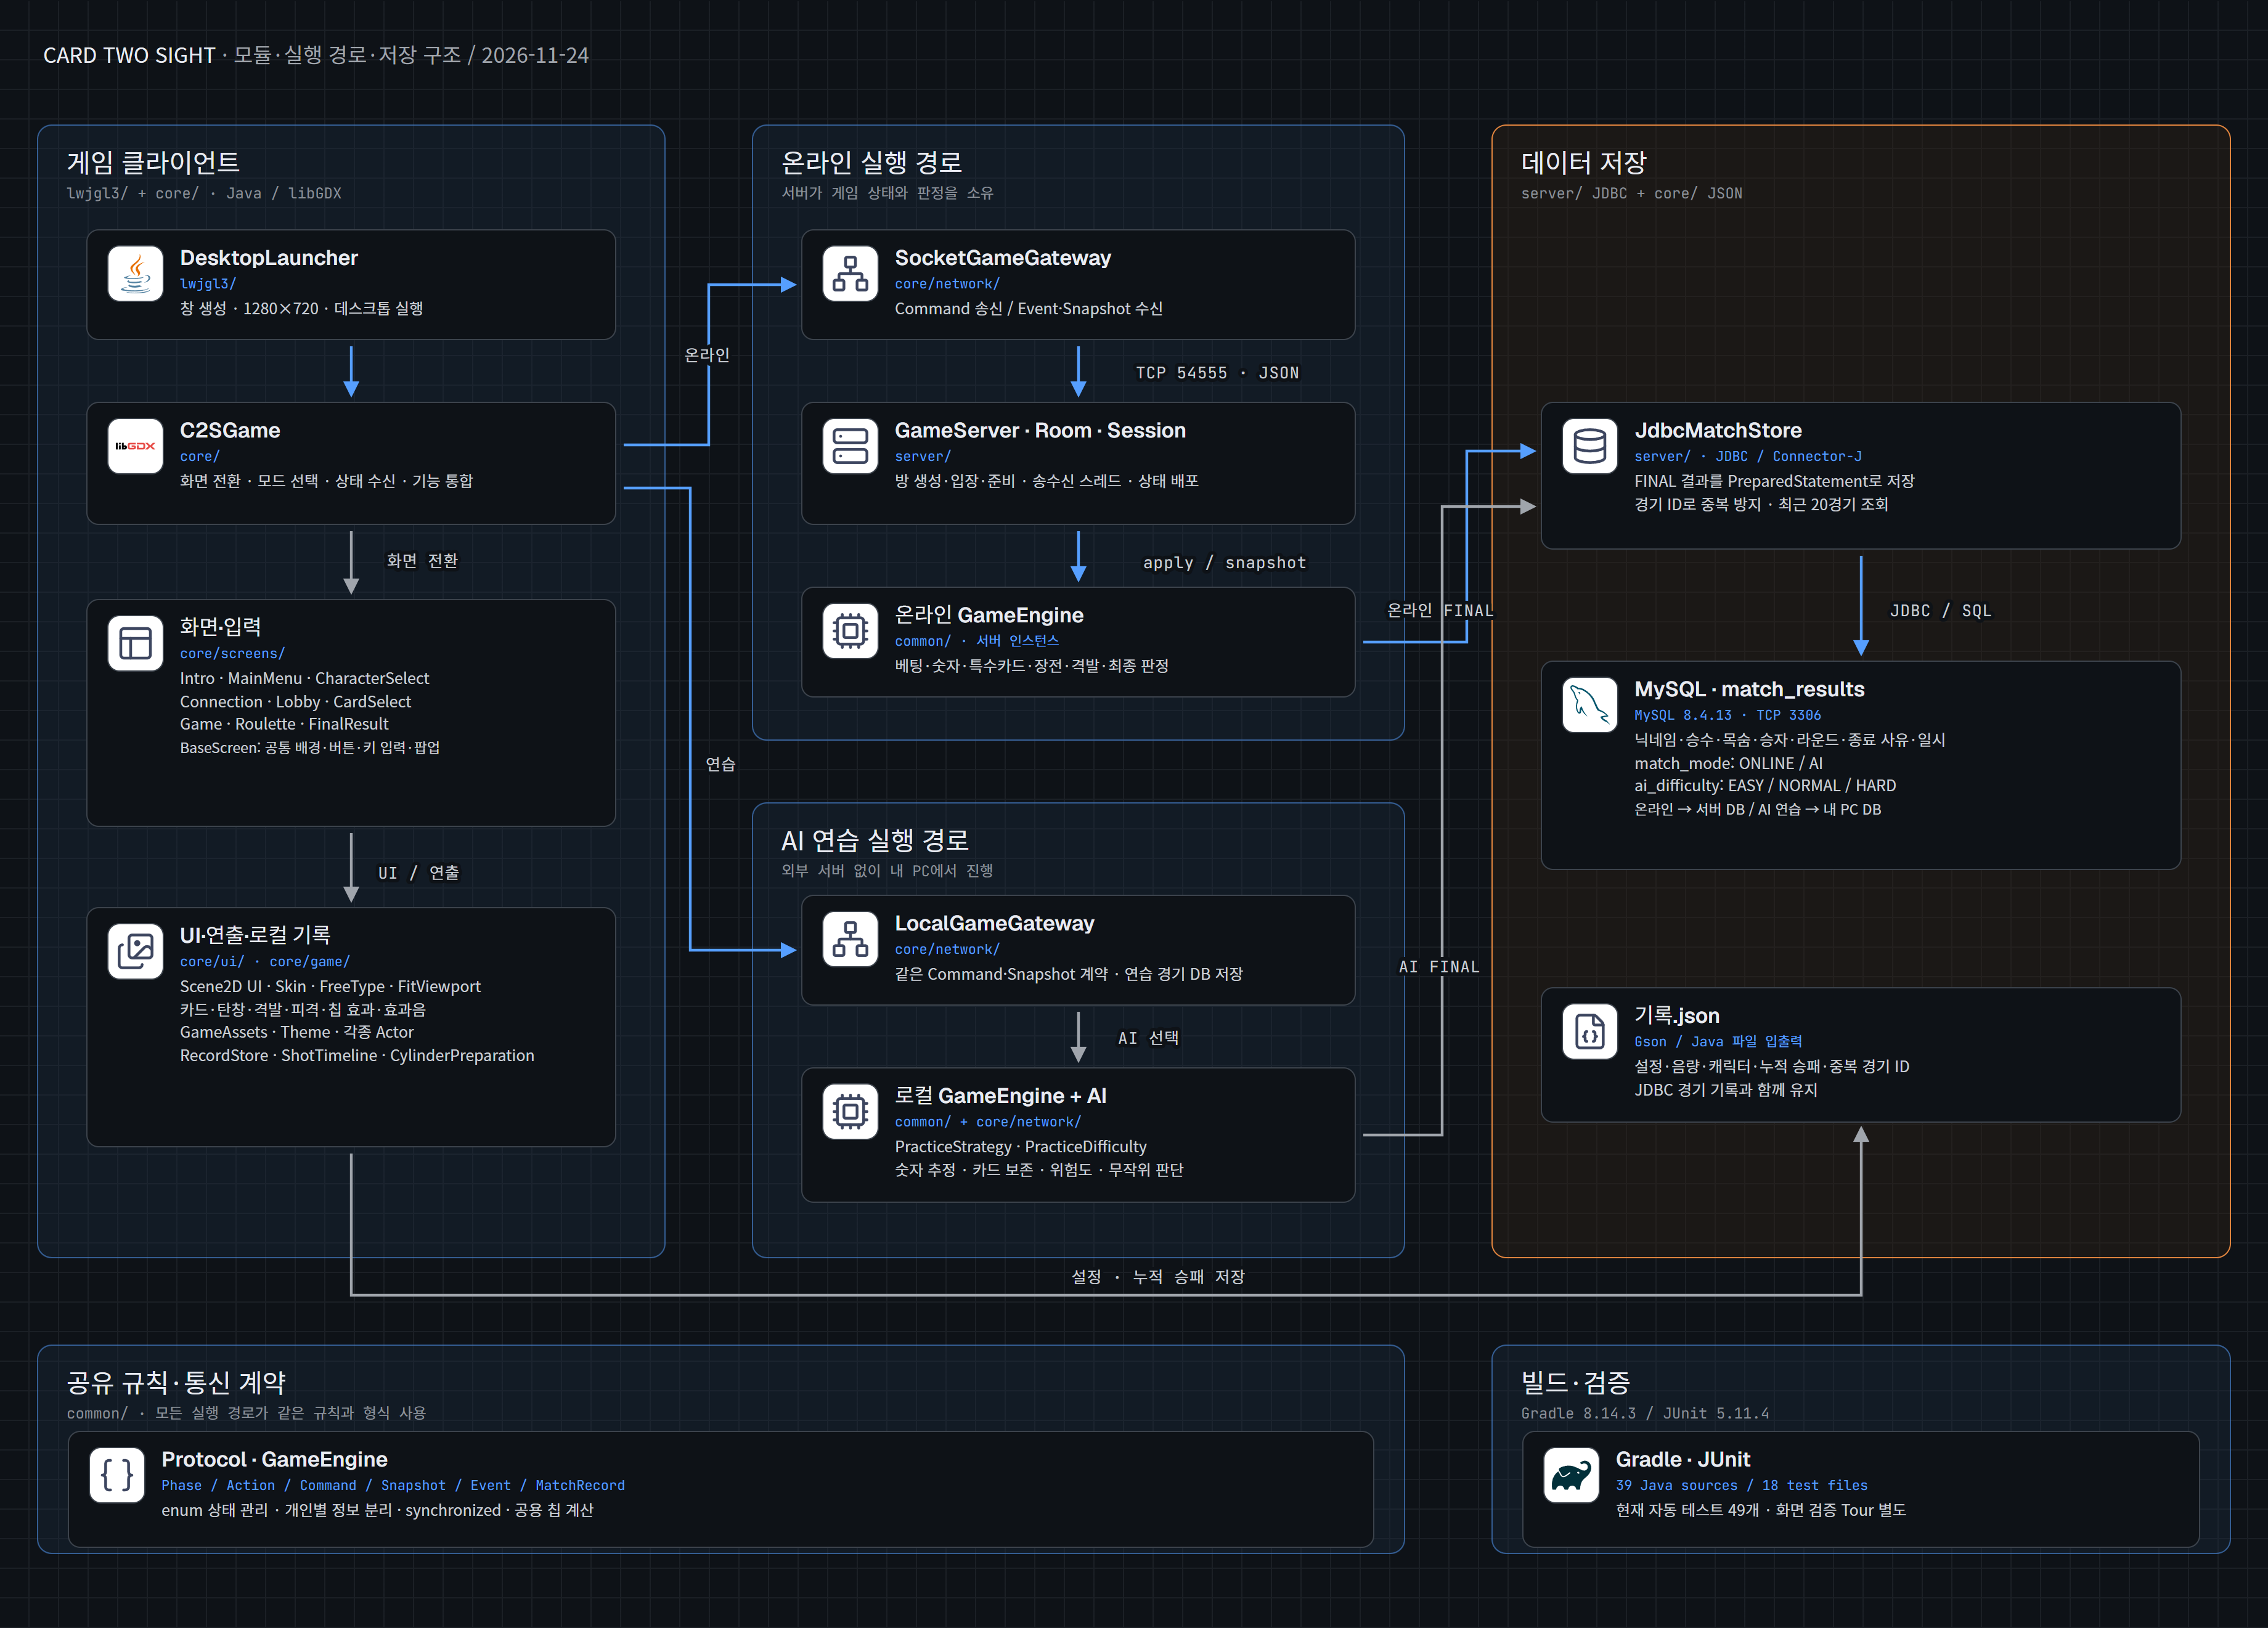 CARD TWO SIGHT · 모듈·실행 경로·저장 구조 / 2026-11-24
게임 클라이언트
lwjgl3/ + core/ · Java / libGDX
DesktopLauncher
lwjgl3/
창 생성 · 1280×720 · 데스크톱 실행
libGDX
C2SGame
core/
화면 전환 · 모드 선택 · 상태 수신 · 기능 통합
화면 전환
화면·입력
core/screens/
Intro · MainMenu · CharacterSelect
Connection · Lobby · CardSelect
Game · Roulette · FinalResult
BaseScreen: 공통 배경·버튼·키 입력·팝업
UI / 연출
UI·연출·로컬 기록
core/ui/ · core/game/
Scene2D UI · Skin · FreeType · FitViewport
카드·탄창·격발·피격·칩 효과·효과음
GameAssets · Theme · 각종 Actor
RecordStore · ShotTimeline · CylinderPreparation
온라인
연습
온라인 실행 경로
서버가 게임 상태와 판정을 소유
SocketGameGateway
core/network/
Command 송신 / Event·Snapshot 수신
TCP 54555 · JSON
GameServer · Room · Session
server/
방 생성·입장·준비 · 송수신 스레드 · 상태 배포
apply / snapshot
온라인 GameEngine
common/ · 서버 인스턴스
베팅·숫자·특수카드·장전·격발·최종 판정
AI 연습 실행 경로
외부 서버 없이 내 PC에서 진행
LocalGameGateway
core/network/
같은 Command·Snapshot 계약 · 연습 경기 DB 저장
AI 선택
로컬 GameEngine + AI
common/ + core/network/
PracticeStrategy · PracticeDifficulty
숫자 추정 · 카드 보존 · 위험도 · 무작위 판단
온라인 FINAL
AI FINAL
데이터 저장
server/ JDBC + core/ JSON
JdbcMatchStore
server/ · JDBC / Connector-J
FINAL 결과를 PreparedStatement로 저장
경기 ID로 중복 방지 · 최근 20경기 조회
JDBC / SQL
MySQL · match_results
MySQL 8.4.13 · TCP 3306
닉네임·승수·목숨·승자·라운드·종료 사유·일시
match_mode: ONLINE / AI
ai_difficulty: EASY / NORMAL / HARD
온라인 → 서버 DB / AI 연습 → 내 PC DB
기록.json
Gson / Java 파일 입출력
설정·음량·캐릭터·누적 승패·중복 경기 ID
JDBC 경기 기록과 함께 유지
설정 · 누적 승패 저장
공유 규칙·통신 계약
common/ · 모든 실행 경로가 같은 규칙과 형식 사용
Protocol · GameEngine
Phase / Action / Command / Snapshot / Event / MatchRecord
enum 상태 관리 · 개인별 정보 분리 · synchronized · 공용 칩 계산
빌드·검증
Gradle 8.14.3 / JUnit 5.11.4
Gradle · JUnit
39 Java sources / 18 test files
현재 자동 테스트 49개 · 화면 검증 Tour 별도